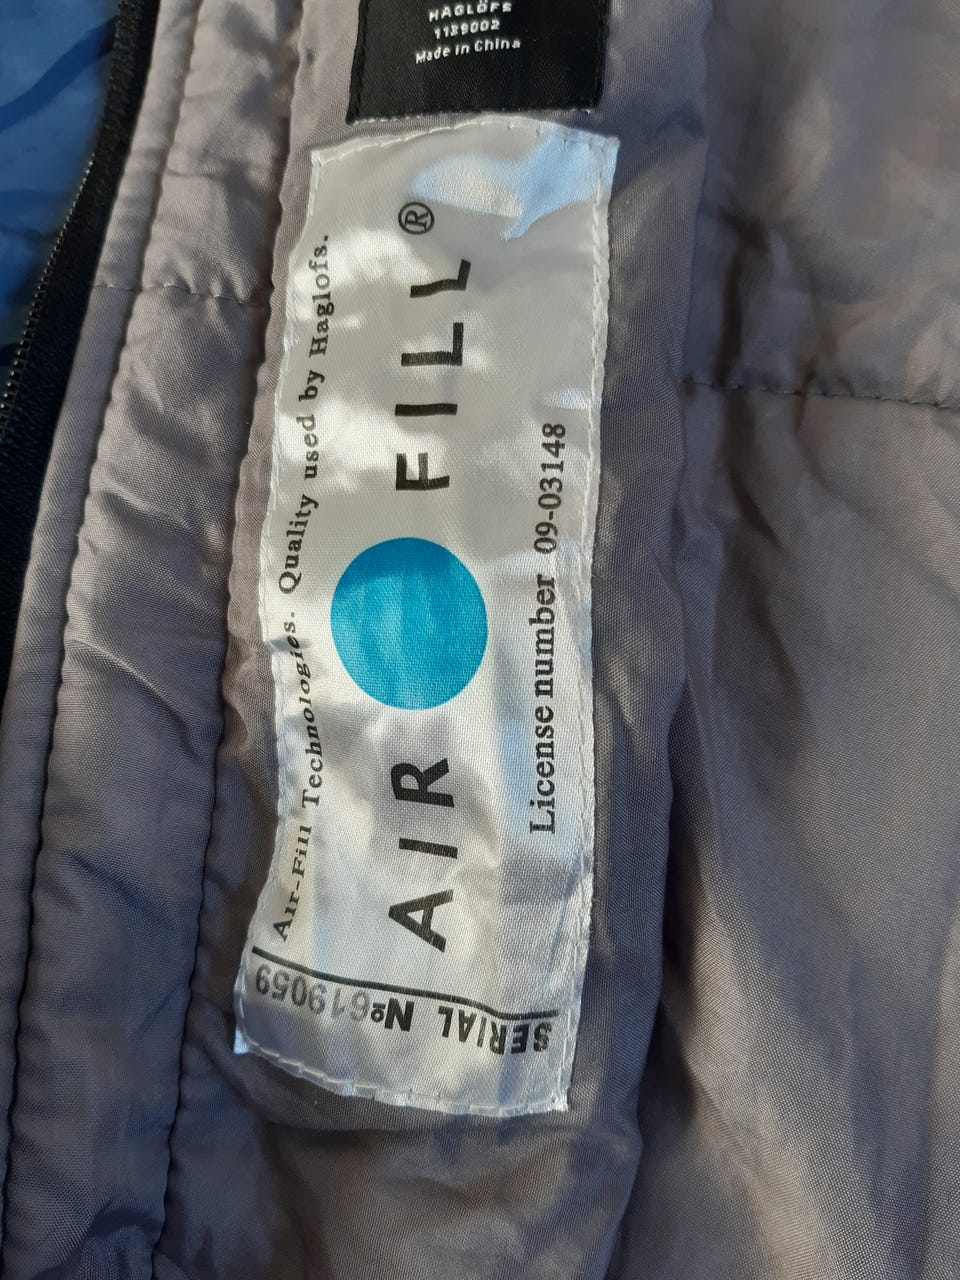 HAGLÖFS
1129002
Made in China
Air-Fill Technologies. Quality used by Haglofs.
AIR FILL®
License number 09-03148
SERIAL Nº619059